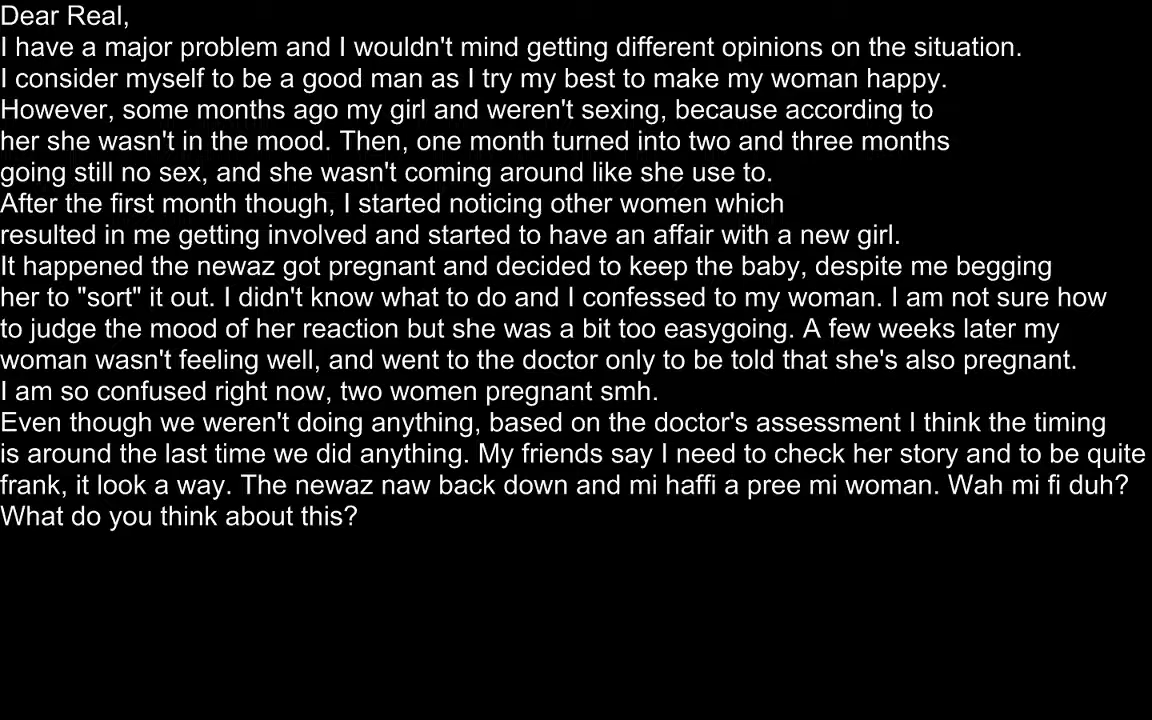 Dear Real,
I have a major problem and I wouldn't mind getting different opinions on the situation.
I consider myself to be a good man as I try my best to make my woman happy.
However, some months ago my girl and weren't sexing, because according to
her she wasn't in the mood. Then, one month turned into two and three months
going still no sex, and she wasn't coming around like she use to.
After the first month though, I started noticing other women which
resulted in me getting involved and started to have an affair with a new girl.
It happened the newaz got pregnant and decided to keep the baby, despite me begging
her to "sort" it out. I didn't know what to do and I confessed to my woman. I am not sure how
to judge the mood of her reaction but she was a bit too easygoing. A few weeks later my
woman wasn't feeling well, and went to the doctor only to be told that she's also pregnant.
I am so confused right now, two women pregnant smh.
Even though we weren't doing anything, based on the doctor's assessment I think the timing
is around the last time we did anything. My friends say I need to check her story and to be quite
frank, it look a way. The newaz naw back down and mi haffi a pree mi woman. Wah mi fi duh?
What do you think about this?